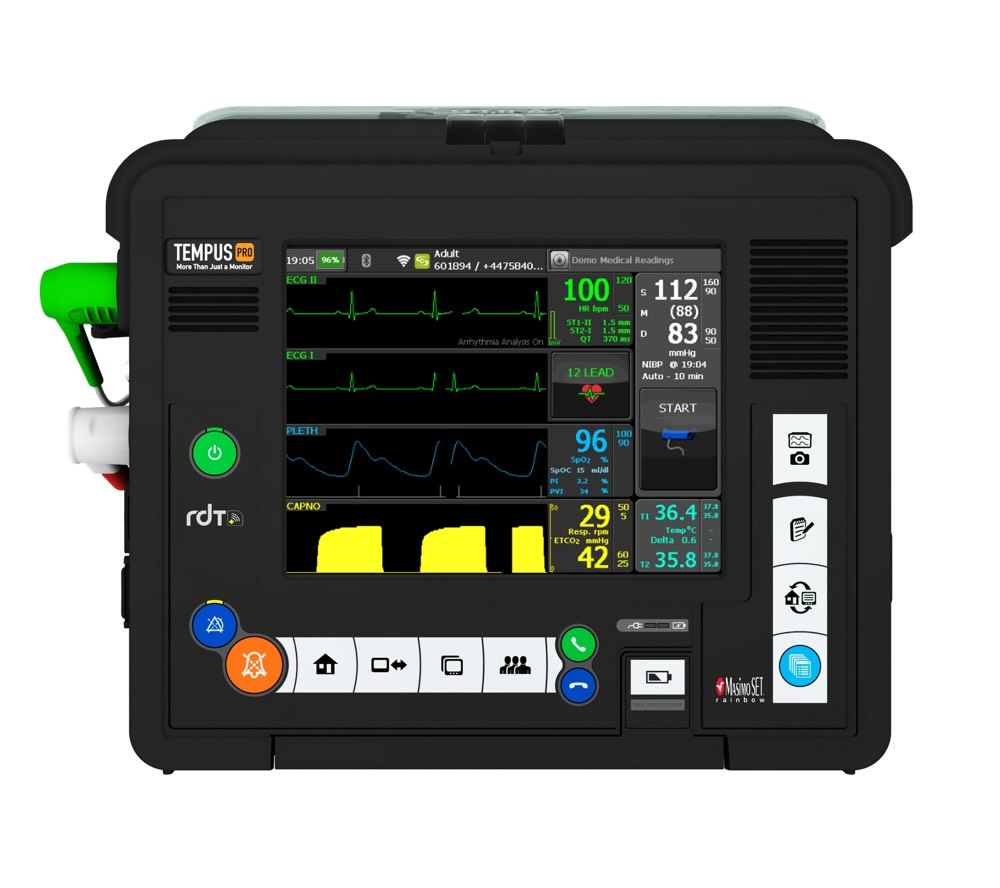 TEMPUS PRO
More Than Just a Monitor
19:05 96% Adult
601894 / +4475840...
Demo Medical Readings
ECG II
100
120
HR bpm 50
ST1-II 1.5 mm
ST2-I 1.5 mm
QT 370 ms
1mV
Arrhythmia Analysis On
S 112 160
90
M (88)
D 83 90
50
mmHg
NIBP @ 19:04
Auto - 10 min
ECG I
12 LEAD
START
PLETH
96 100
90
SpO2 %
SpOC 15 ml/dl
PI 3.2 %
PVI 34 %
CAPNO
29 50
5
Resp. rpm
ETCO2 mmHg
42 60
25
0
T1 36.4 37.8
35.0
Temp°C -
Delta 0.6 -
T2 35.8 37.8
35.0
rdt
Masimo SET
rainbow